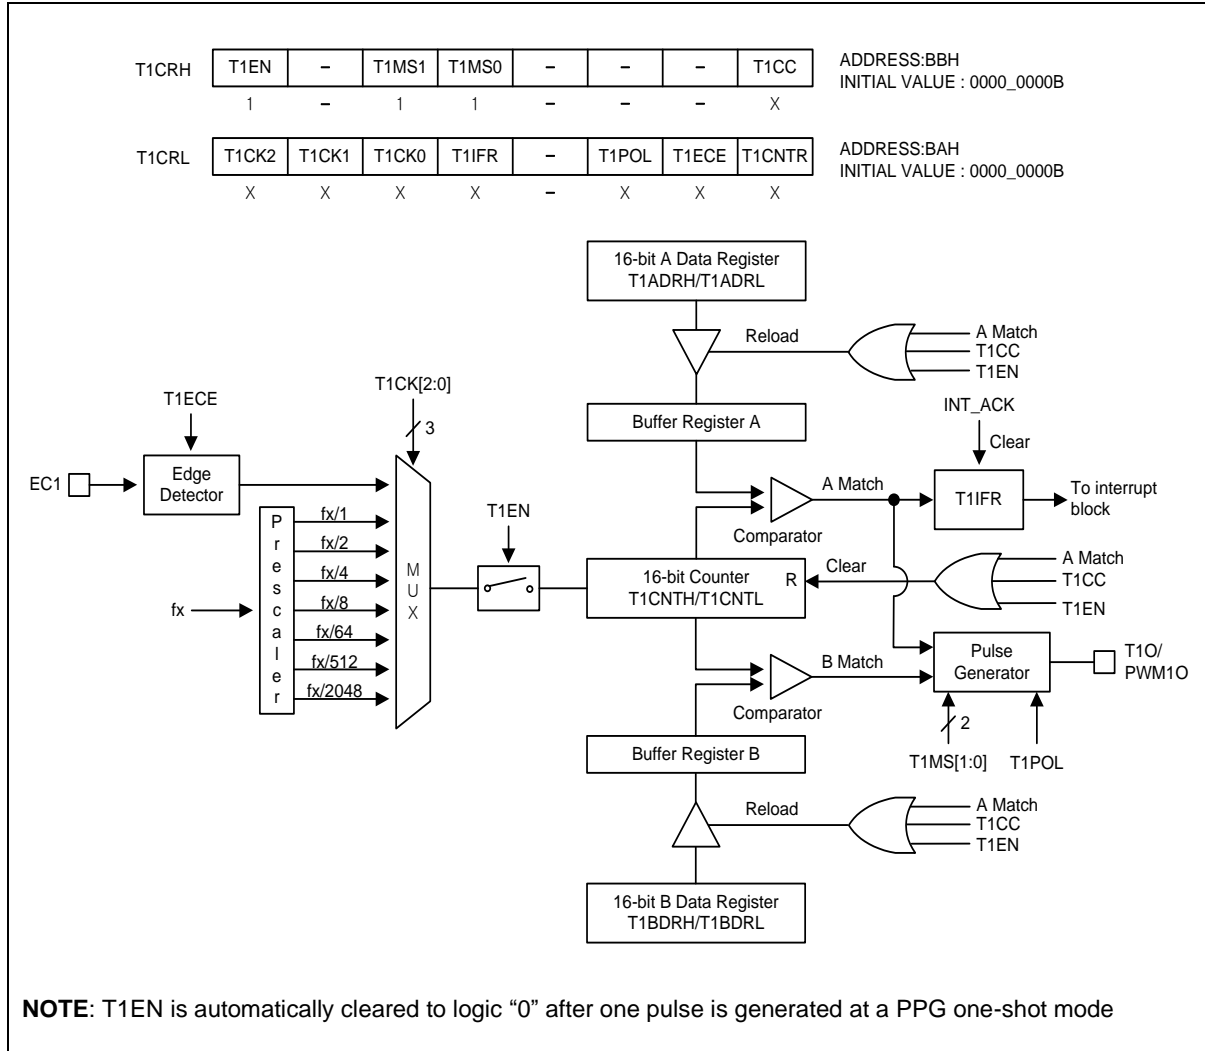 T1CRH T1EN – T1MS1 T1MS0 – – – T1CC ADDRESS:BBH
INITIAL VALUE : 0000_0000B
1 – 1 1 – – – X
T1CRL T1CK2 T1CK1 T1CK0 T1IFR – T1POL T1ECE T1CNTR ADDRESS:BAH
INITIAL VALUE : 0000_0000B
X X X X – X X X
16-bit A Data Register
T1ADRH/T1ADRL
Reload
A Match
T1CC
T1EN
T1CK[2:0]
3
T1ECE
Buffer Register A
INT_ACK
Clear
EC1
Edge
Detector
A Match
T1IFR
To interrupt
block
Comparator
Prescaler
fx/1
fx/2
fx/4
fx/8
fx/64
fx/512
fx/2048
fx
MUX
T1EN
16-bit Counter
T1CNTH/T1CNTL
R
Clear
A Match
T1CC
T1EN
B Match
Comparator
Pulse
Generator
T1O/
PWM1O
2
T1MS[1:0]
T1POL
Buffer Register B
Reload
A Match
T1CC
T1EN
16-bit B Data Register
T1BDRH/T1BDRL
NOTE: T1EN is automatically cleared to logic “0” after one pulse is generated at a PPG one-shot mode